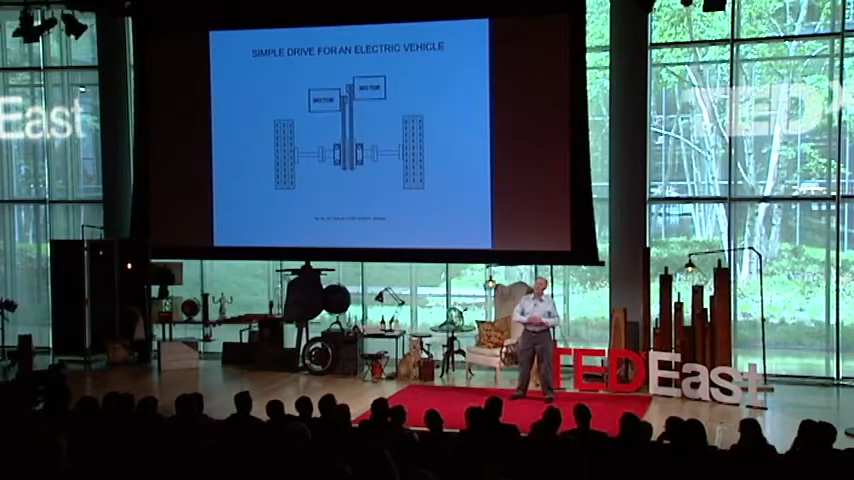 SIMPLE DRIVE FOR AN ELECTRIC VEHICLE
MOTOR
MOTOR
East
TEDx
TEDEast